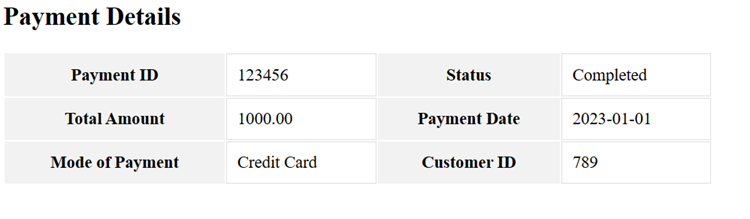 Payment Details
Payment ID 123456 Status Completed
Total Amount 1000.00 Payment Date 2023-01-01
Mode of Payment Credit Card Customer ID 789